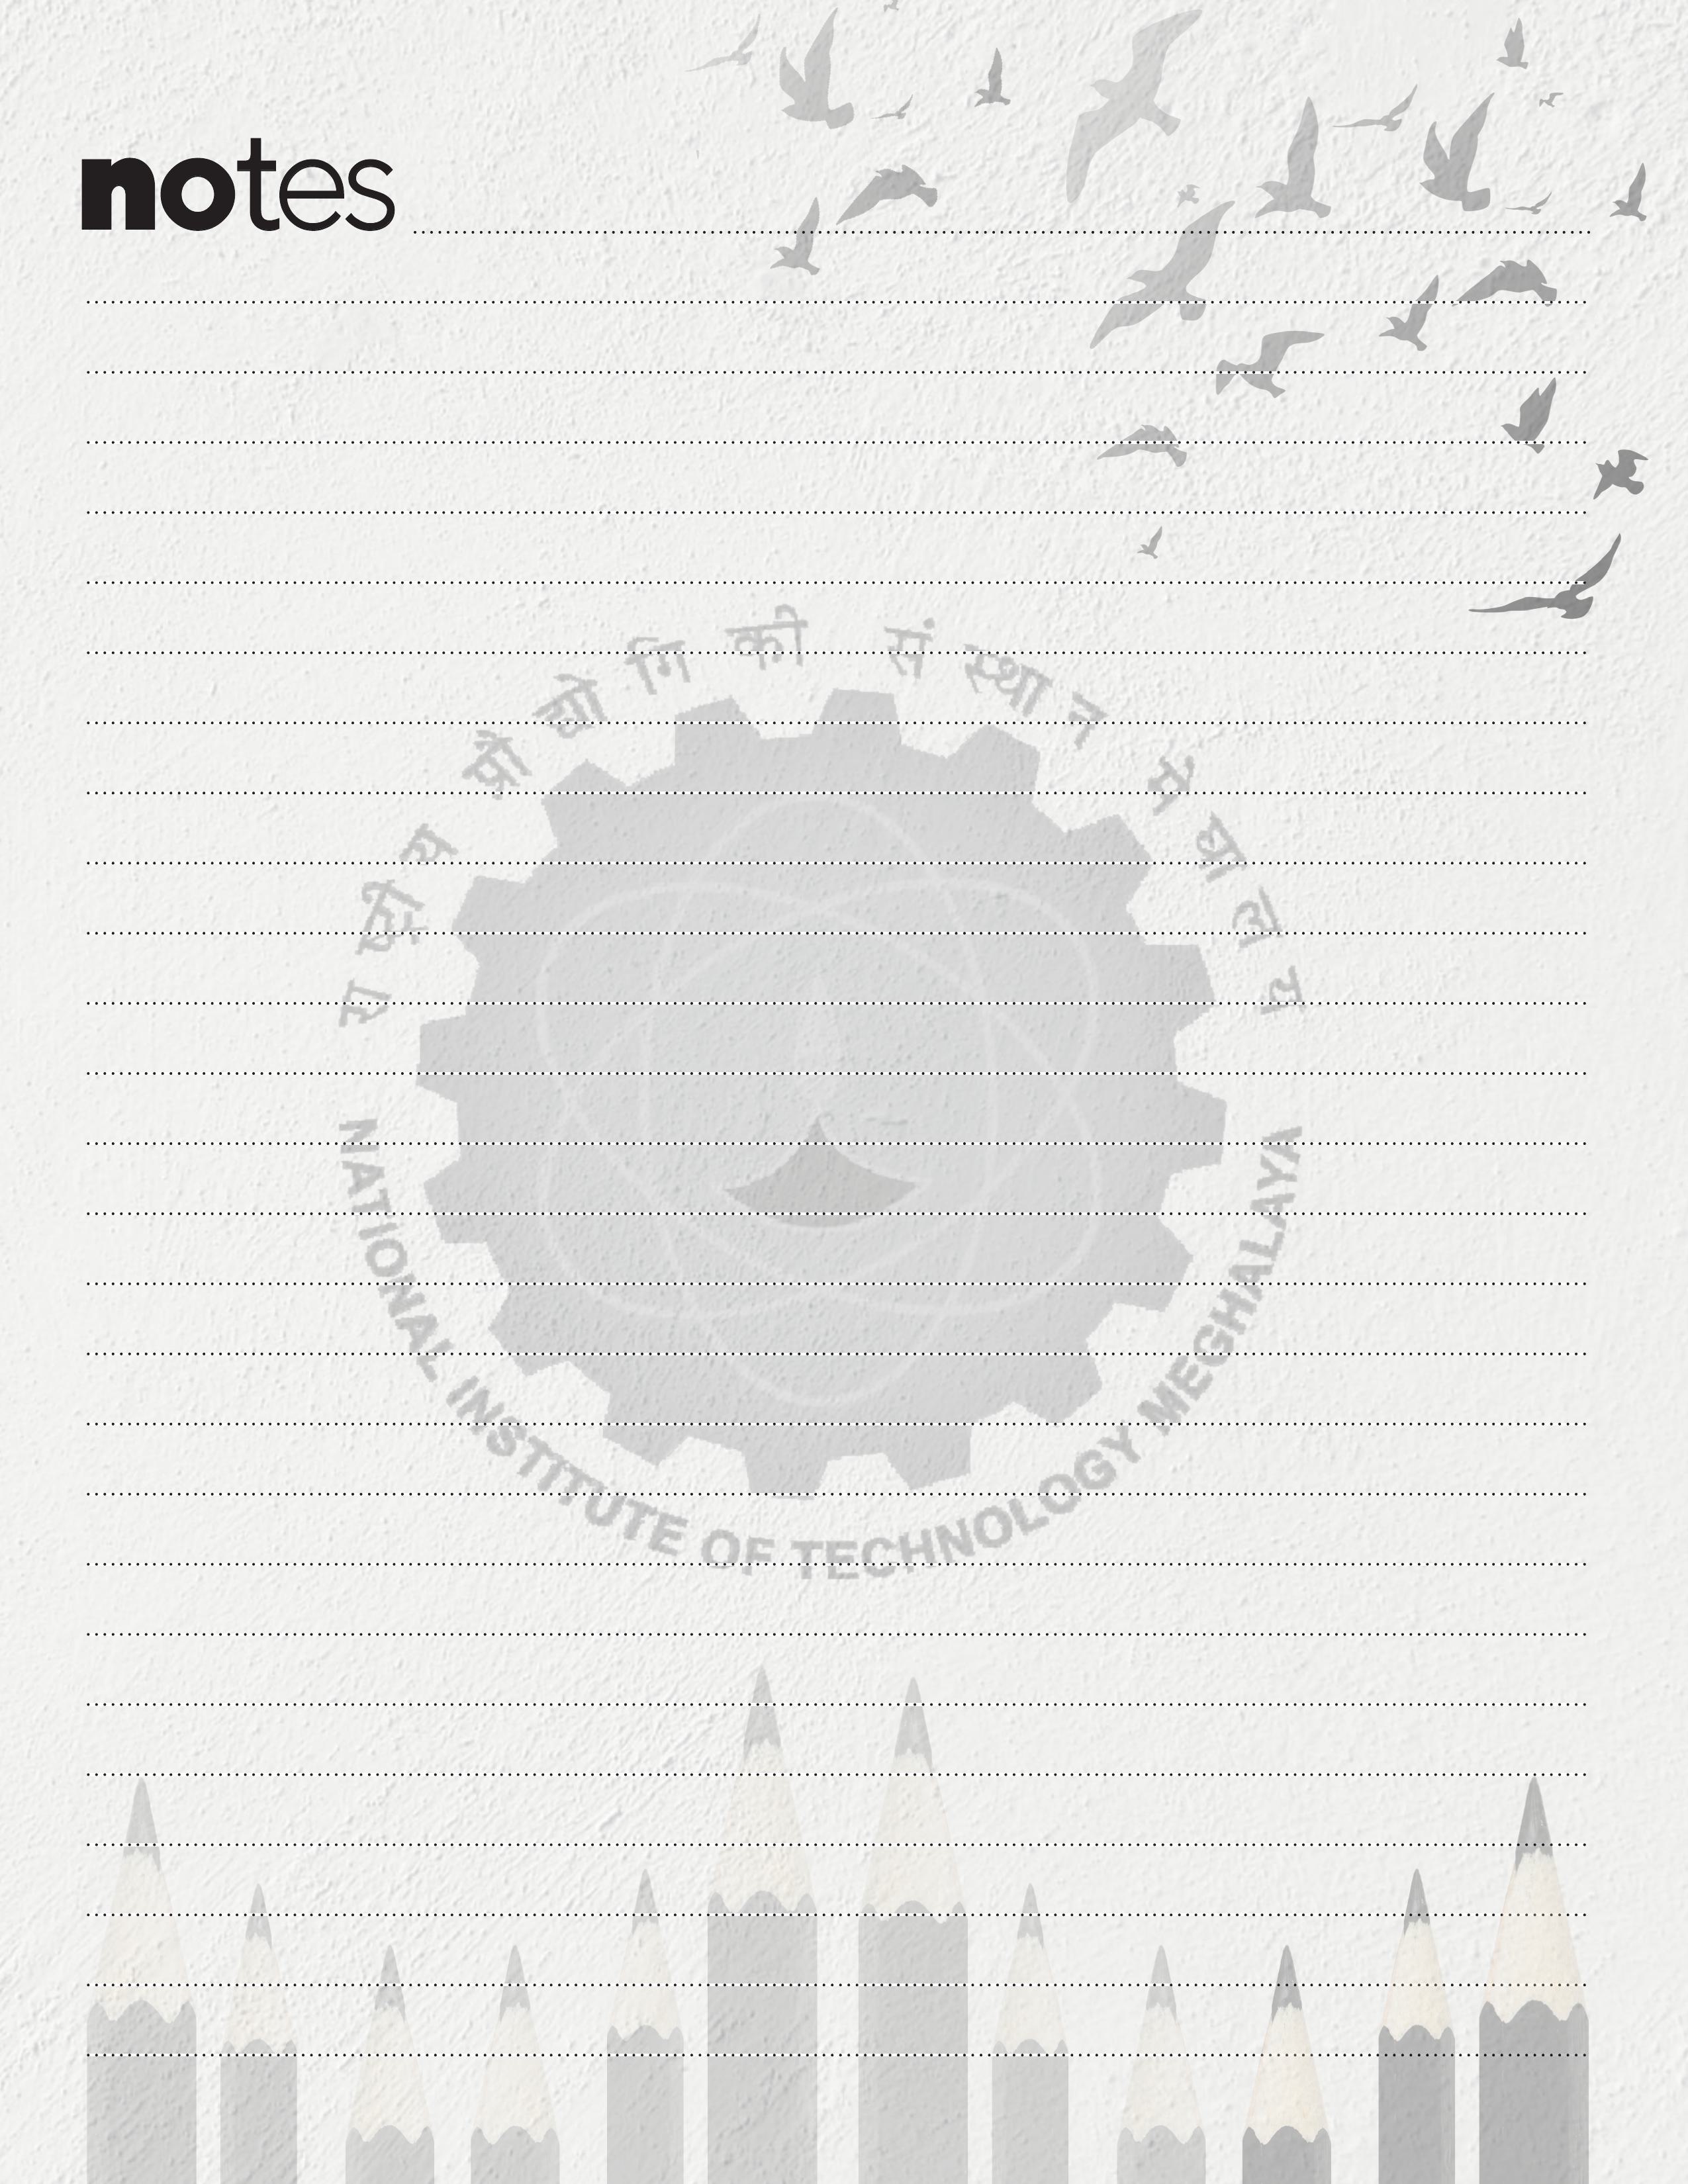 notes
राष्ट्रीय प्रौद्योगिकी संस्थान मेघालय
NATIONAL INSTITUTE OF TECHNOLOGY MEGHALAYA